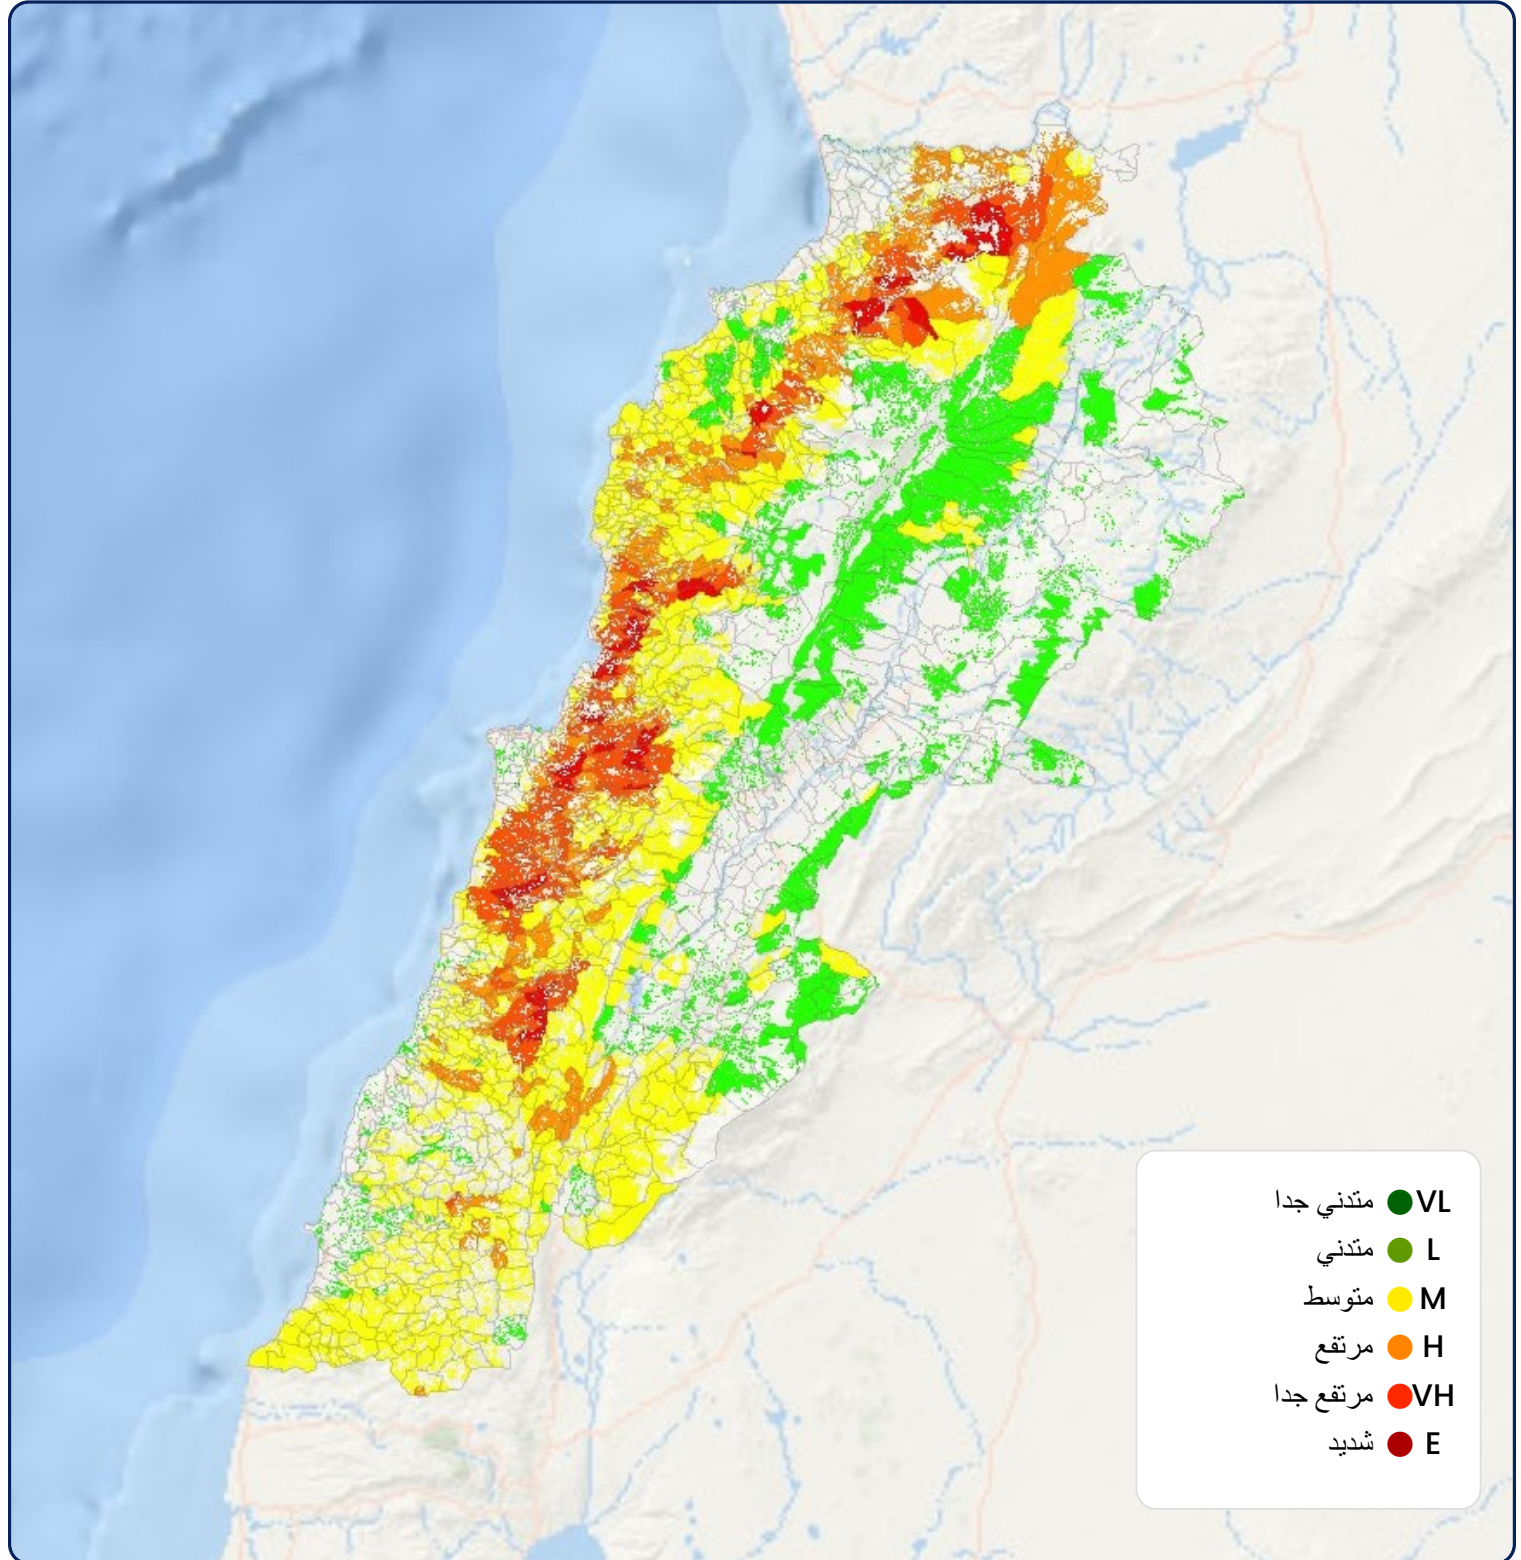 متدني جدا VL
متدني L
متوسط M
مرتفع H
مرتفع جدا VH
شديد E